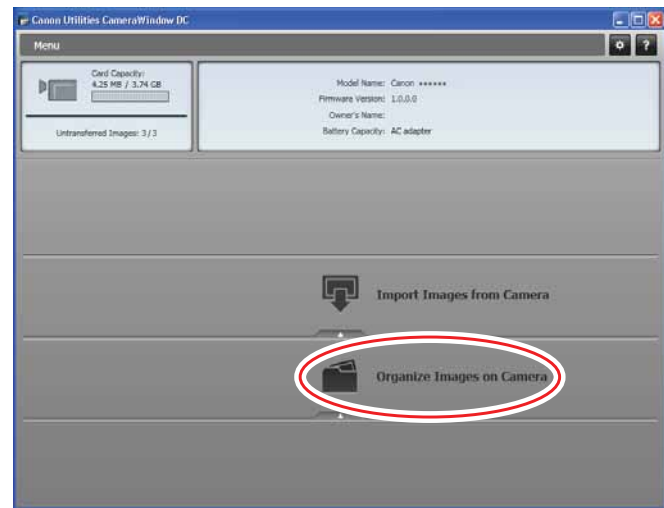 Canon Utilities CameraWindow DC
Menu
?
Card Capacity:
4.25 MB / 3.74 GB
Untransferred Images: 3/3
Model Name: Canon ******
Firmware Version: 1.0.0.0
Owner's Name:
Battery Capacity: AC adapter
Import Images from Camera
Organize Images on Camera